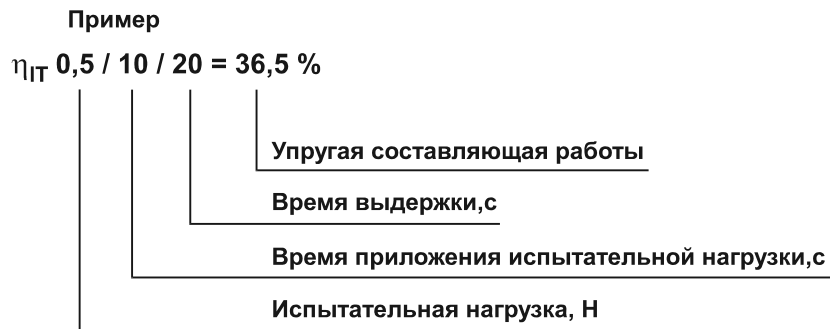 Пример
η_IT 0,5 / 10 / 20 = 36,5 %
Упругая составляющая работы
Время выдержки,с
Время приложения испытательной нагрузки,с
Испытательная нагрузка, Н